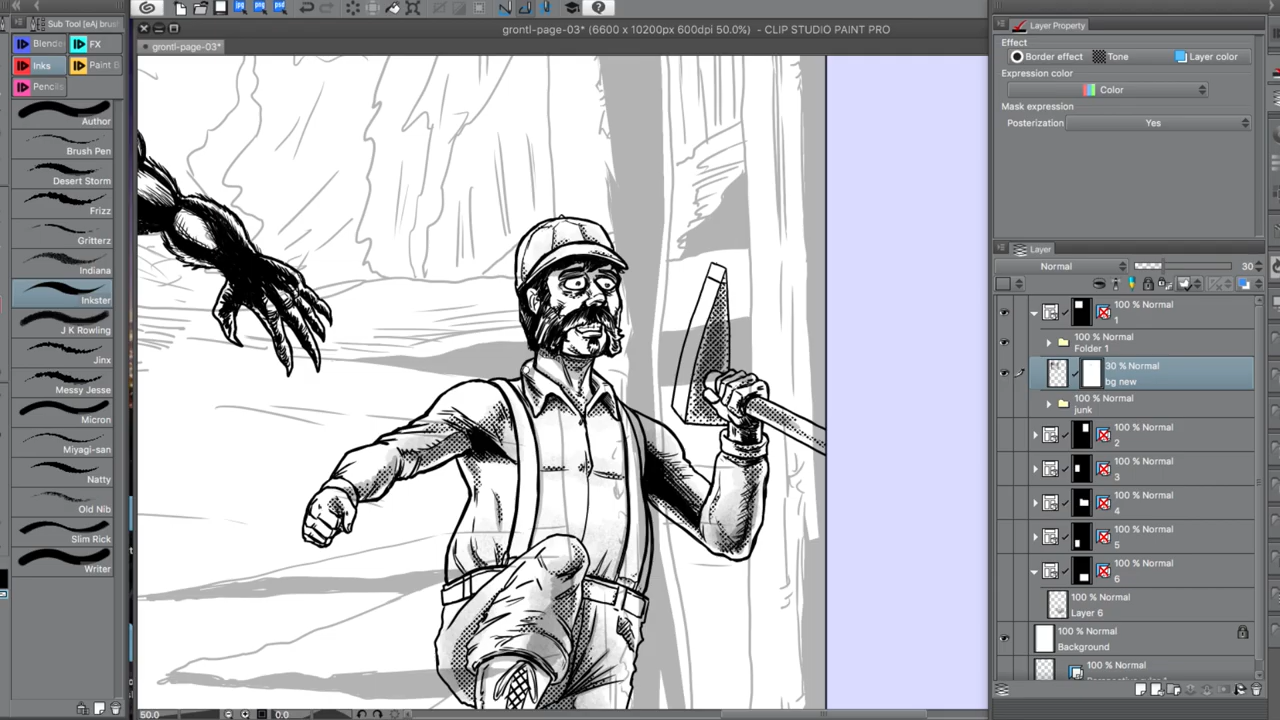 grontl-page-03* (6600 x 10200px 600dpi 50.0%) - CLIP STUDIO PAINT PRO
Sub Tool [eAj brush
grontl-page-03*
Blende
FX
Inks
Paint B
Pencils
Author
Brush Pen
Desert Storm
Frizz
Gritterz
Indiana
Inkster
J K Rowling
Jinx
Messy Jesse
Micron
Miyagi-san
Natty
Old Nib
Slim Rick
Writer
50.0
0.0
Layer Property
Effect
Border effect
Tone
Layer color
Expression color
Color
Mask expression
Posterization
Yes
Layer
Normal
30
100 % Normal
1
100 % Normal
Folder 1
30 % Normal
bg new
100 % Normal
junk
100 % Normal
2
100 % Normal
3
100 % Normal
4
100 % Normal
5
100 % Normal
6
100 % Normal
Layer 6
100 % Normal
Background
100 % Normal